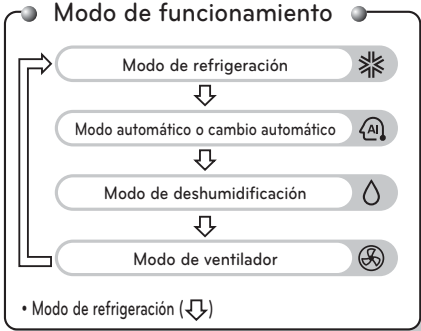 Modo de funcionamiento
Modo de refrigeración
Modo automático o cambio automático
AI
Modo de deshumidificación
Modo de ventilador
• Modo de refrigeración (⇩)